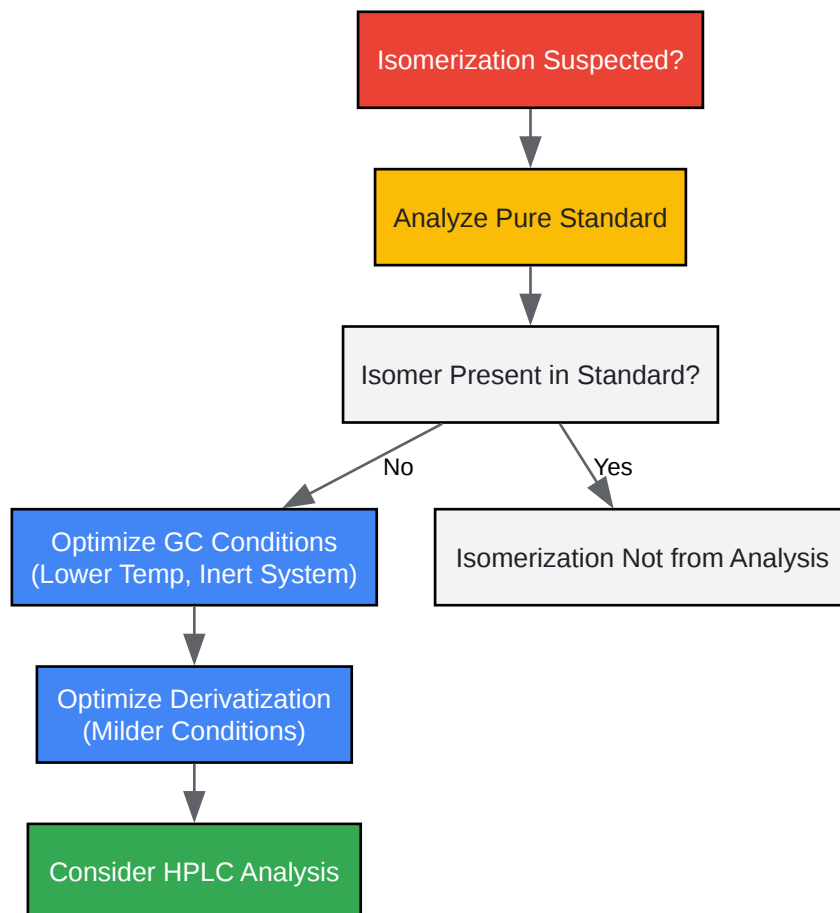 Isomerization Suspected?
Analyze Pure Standard
Isomer Present in Standard?
No
Yes
Optimize GC Conditions
(Lower Temp, Inert System)
Isomerization Not from Analysis
Optimize Derivatization
(Milder Conditions)
Consider HPLC Analysis